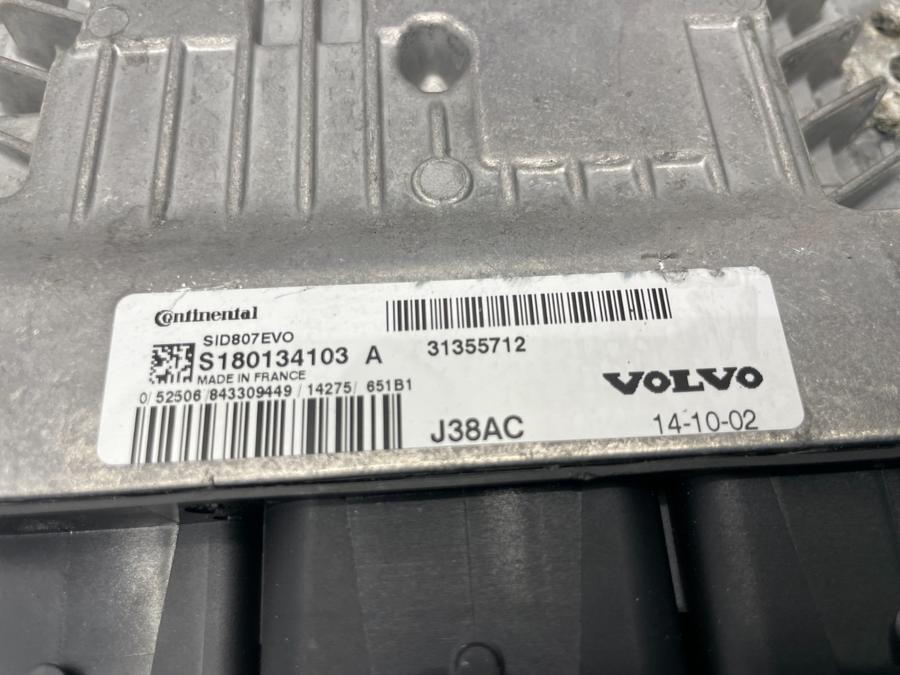 Continental
SID807EVO
S180134103 A
MADE IN FRANCE
0/ 52506 /843309449 /14275/ 651B1
31355712
J38AC
VOLVO
14-10-02